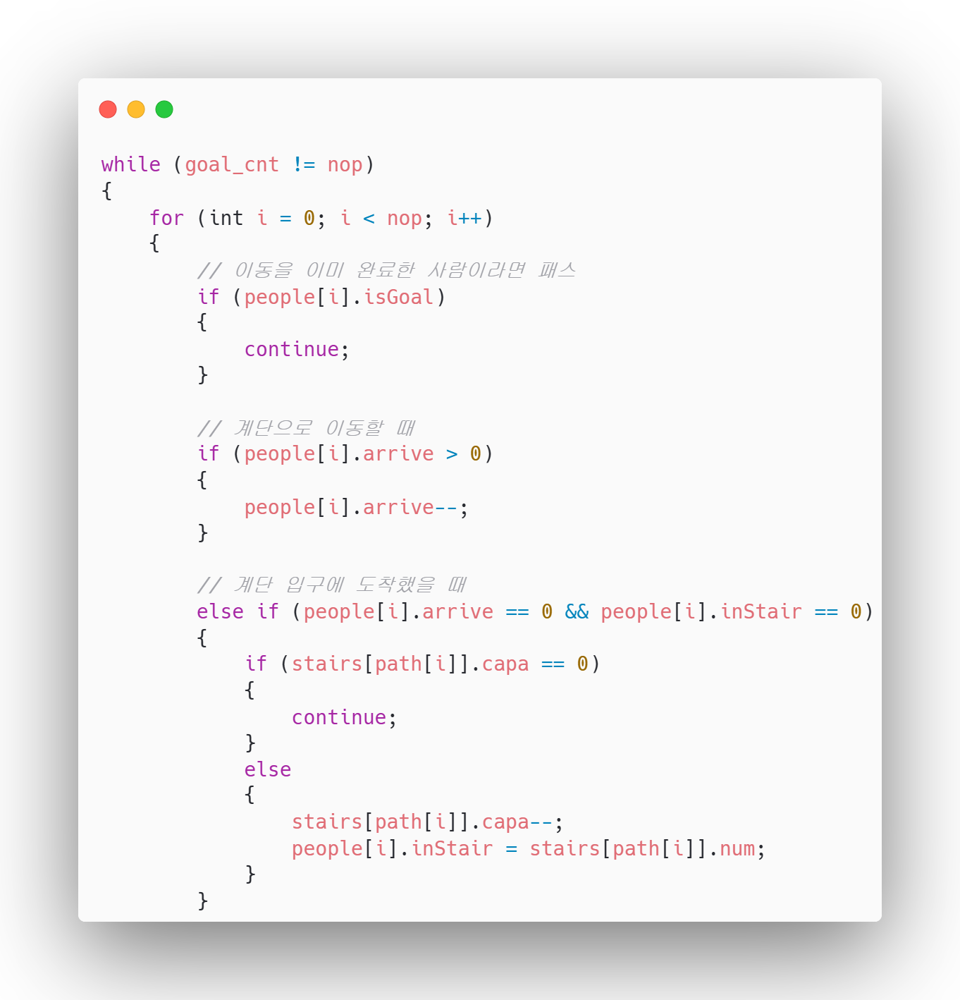 while (goal_cnt != nop)
{
    for (int i = 0; i < nop; i++)
    {
        // 이동을 이미 완료한 사람이라면 패스
        if (people[i].isGoal)
        {
            continue;
        }

        // 계단으로 이동할 때
        if (people[i].arrive > 0)
        {
            people[i].arrive--;
        }

        // 계단 입구에 도착했을 때
        else if (people[i].arrive == 0 && people[i].inStair == 0)
        {
            if (stairs[path[i]].capa == 0)
            {
                continue;
            }
            else
            {
                stairs[path[i]].capa--;
                people[i].inStair = stairs[path[i]].num;
            }
        }